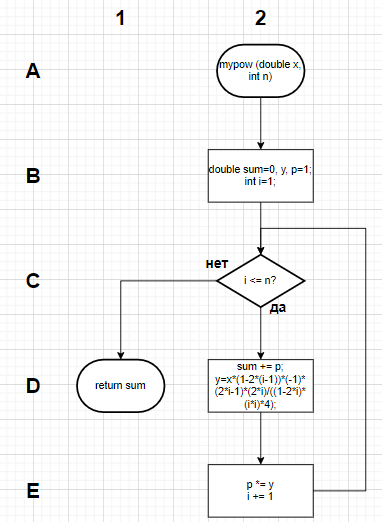 1 2
A
mypow (double x,
int n)
B
double sum=0, y, p=1;
int i=1;
нет
C
i <= n?
да
D
return sum
sum += p;
y=x*(1-2*(i-1))*(-1)*
(2*i-1)*(2*i)/((1-2*i)*
(i*i)*4);
E
p *= y
i += 1